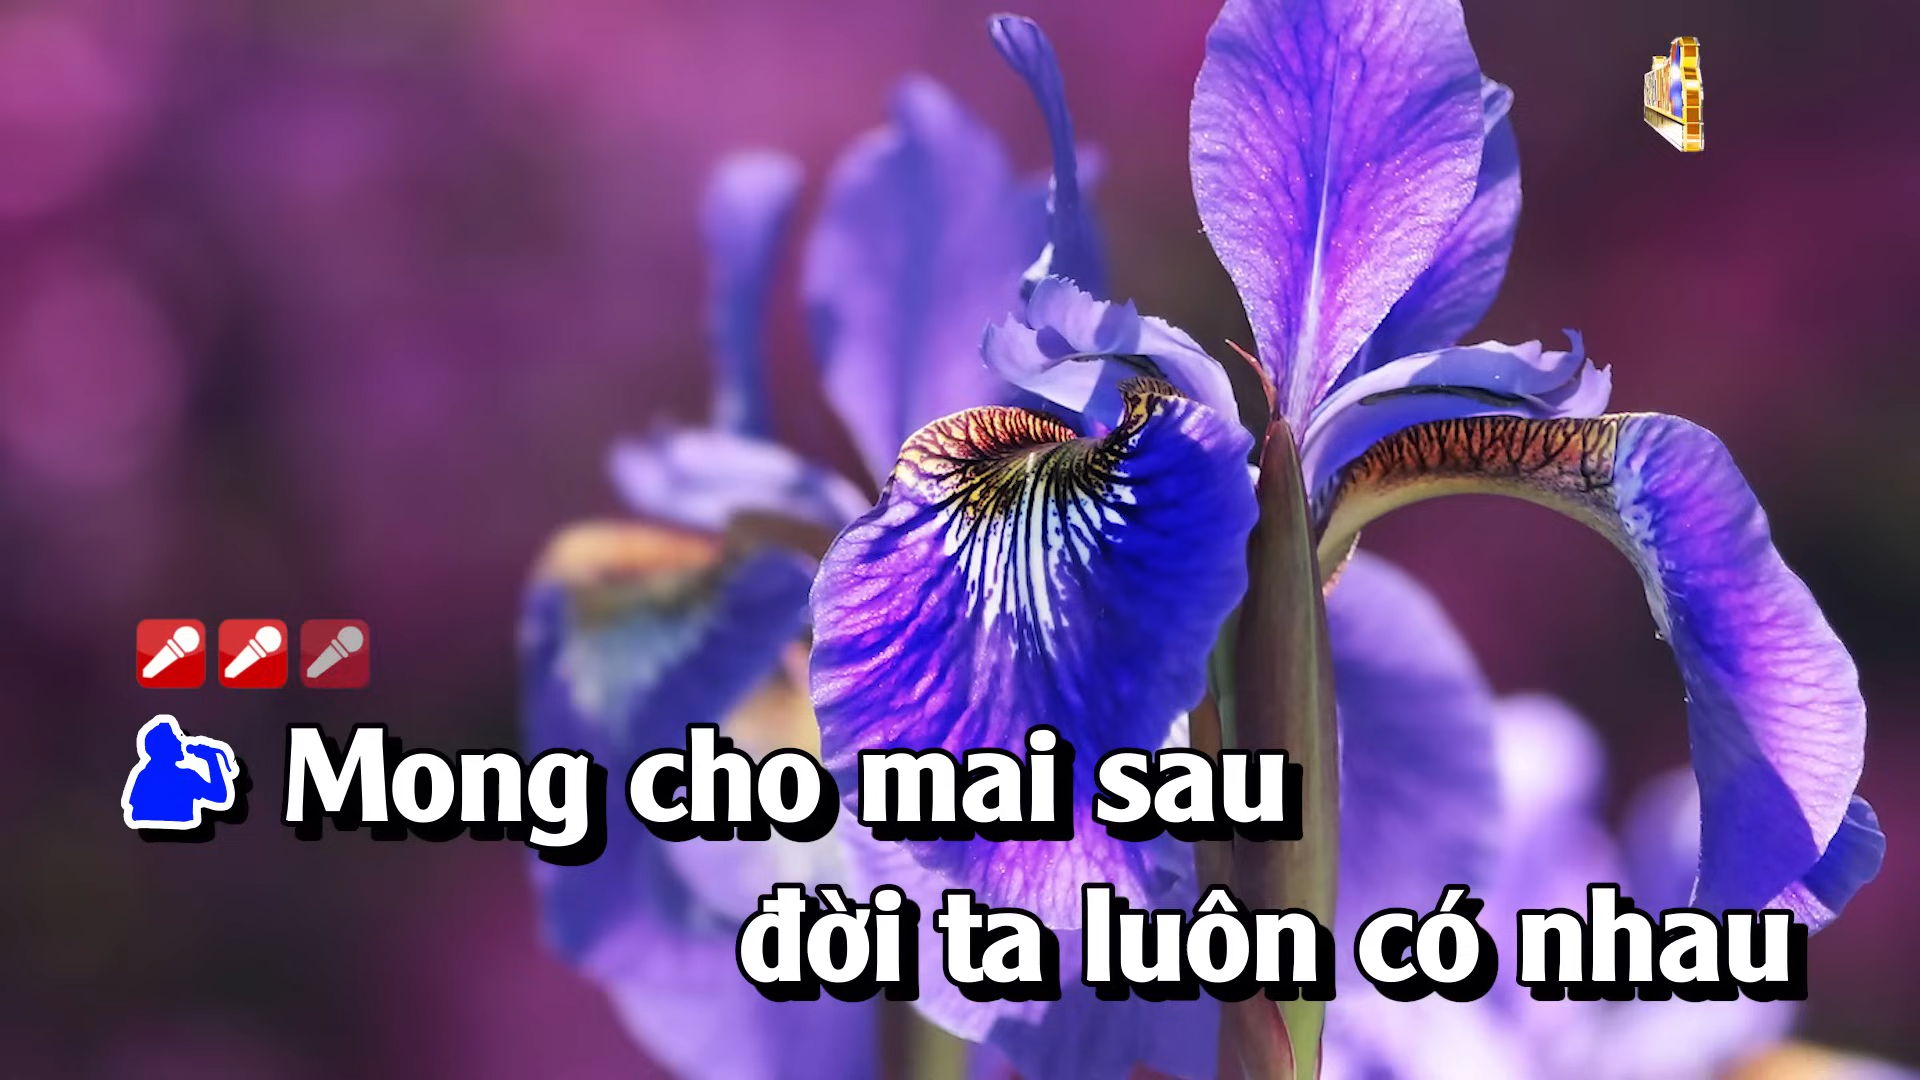 Mong cho mai sau
đời ta luôn có nhau